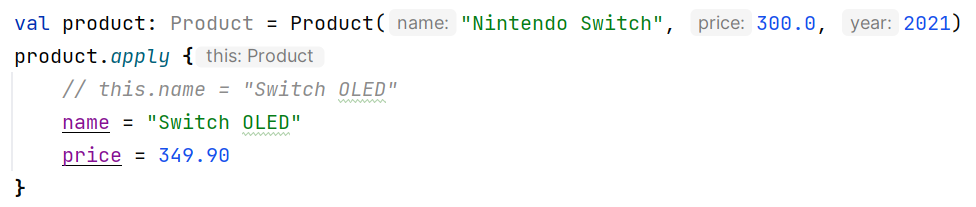 val product: Product = Product( name: "Nintendo Switch", price: 300.0, year: 2021)
product.apply { this: Product
    // this.name = "Switch OLED"
    name = "Switch OLED"
    price = 349.90
}